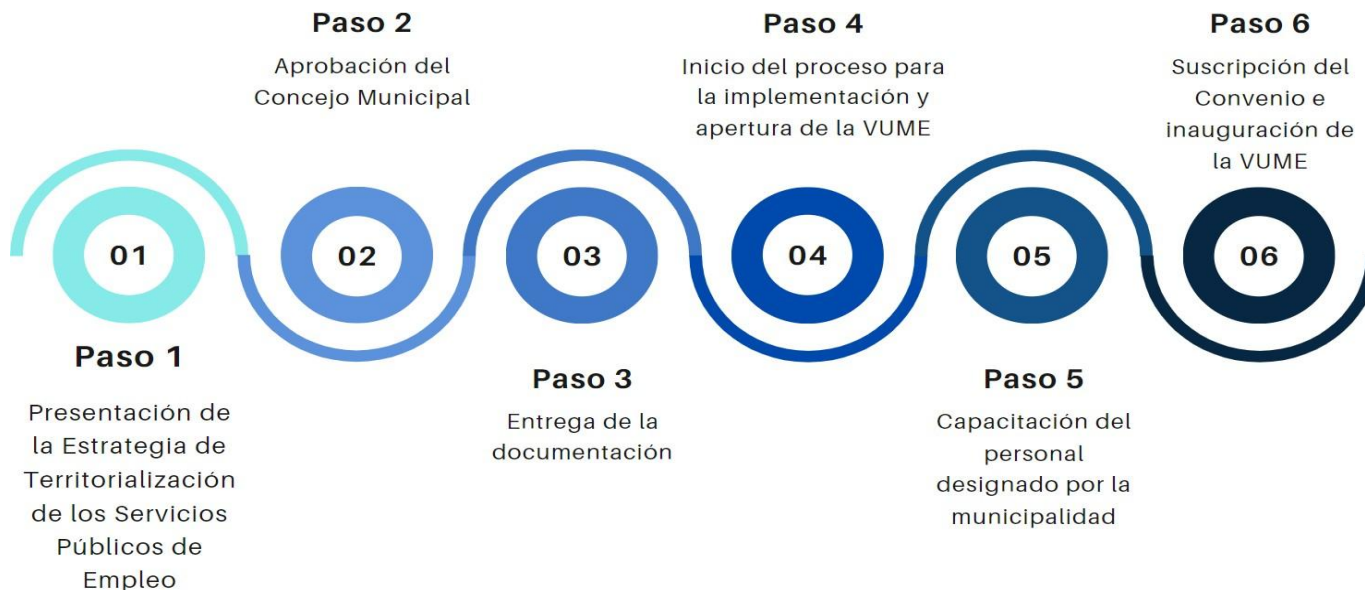 Paso 1
01
Presentación de
la Estrategia de
Territorialización
de los Servicios
Públicos de
Empleo
Paso 2
Aprobación del
Concejo Municipal
02
03
Paso 3
Entrega de la
documentación
Paso 4
Inicio del proceso para
la implementación y
apertura de la VUME
04
05
Paso 5
Capacitación del
personal
designado por la
municipalidad
Paso 6
Suscripción del
Convenio e
inauguración de
la VUME
06